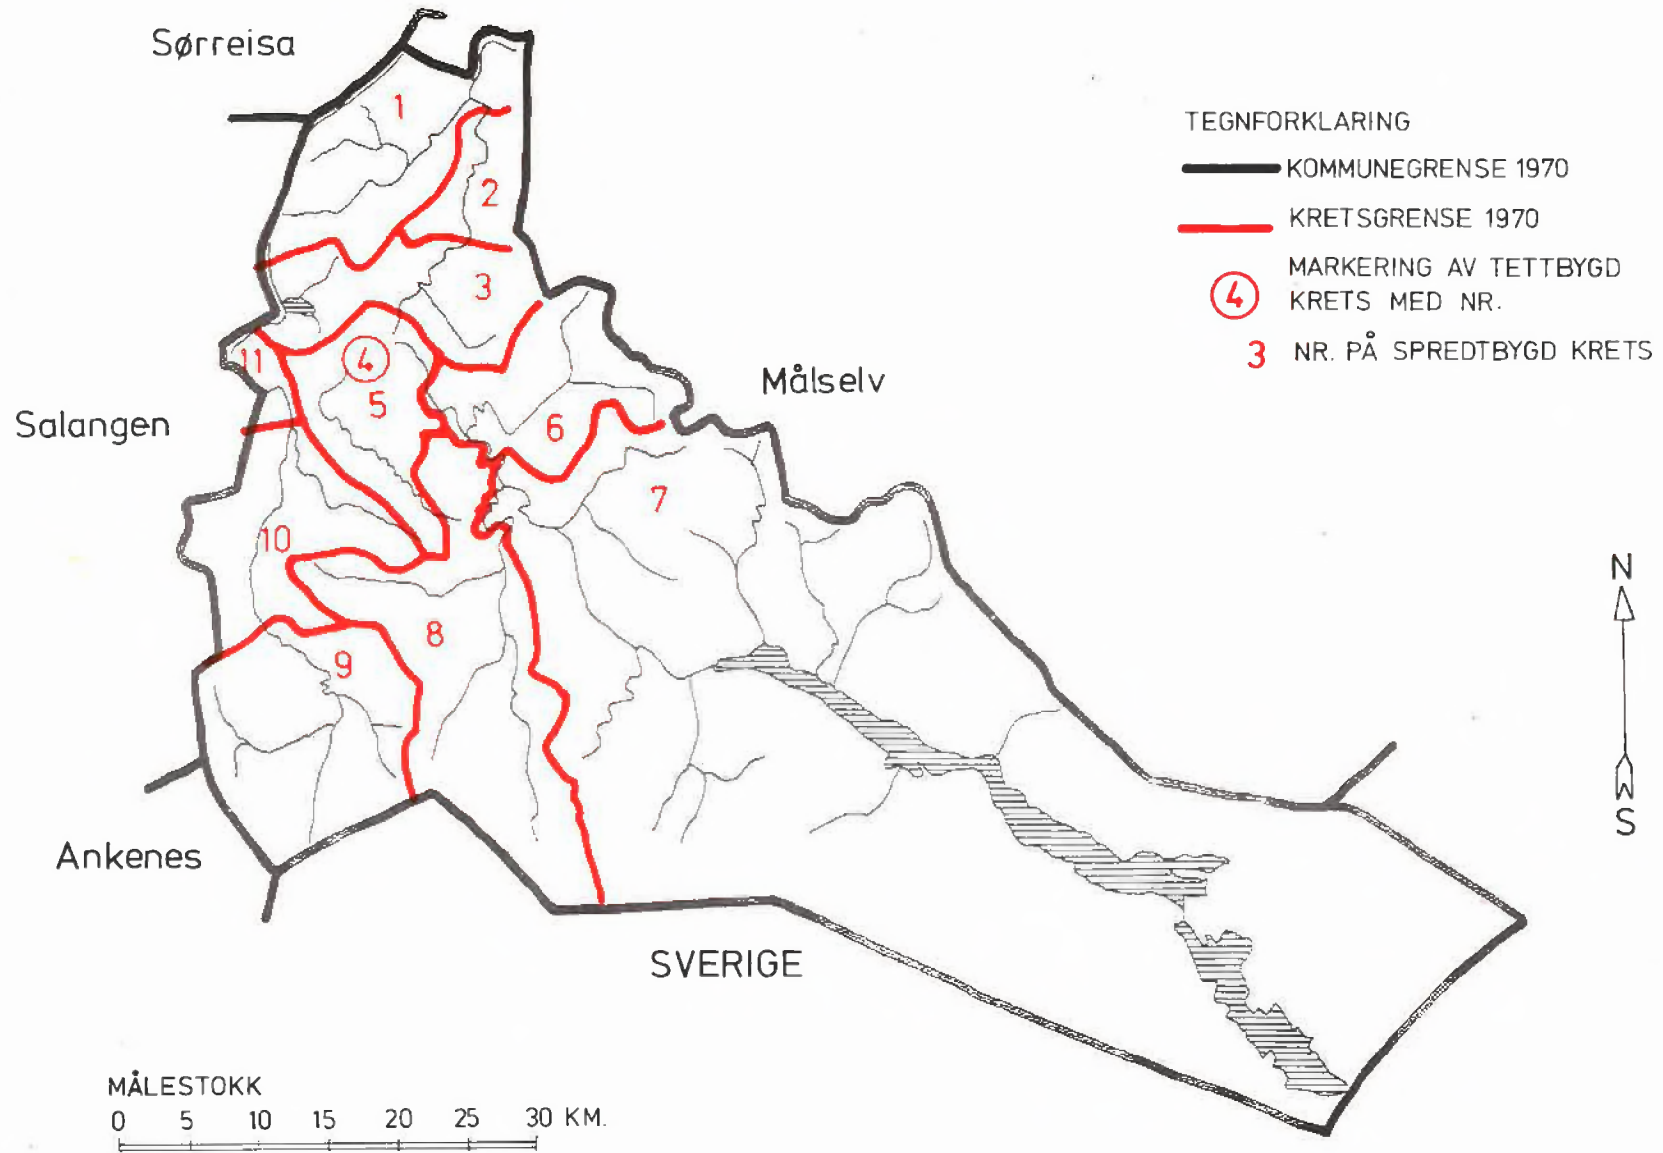 Sørreisa
1
2
3
4
5
11
Salangen
Målselv
6
7
10
8
9
Ankenes
SVERIGE
TEGNFORKLARING
KOMMUNEGRENSE 1970
KRETSGRENSE 1970
4 MARKERING AV TETTBYGD
KRETS MED NR.
3 NR. PÅ SPREDTBYGD KRETS
N
S
MÅLESTOKK
0 5 10 15 20 25 30 KM.